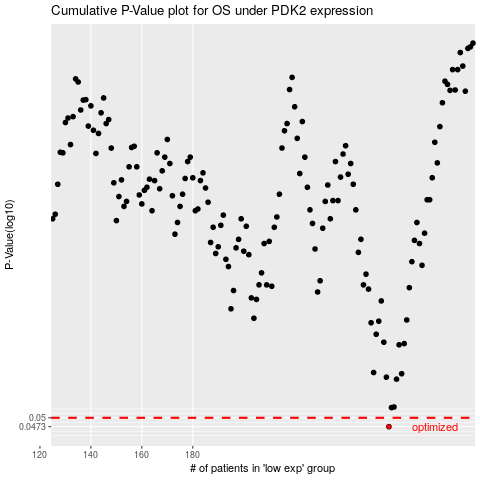 Cumulative P-Value plot for OS under PDK2 expression
P-Value(log10)
0.05
0.0473
optimized
120 140 160 180
# of patients in 'low exp' group